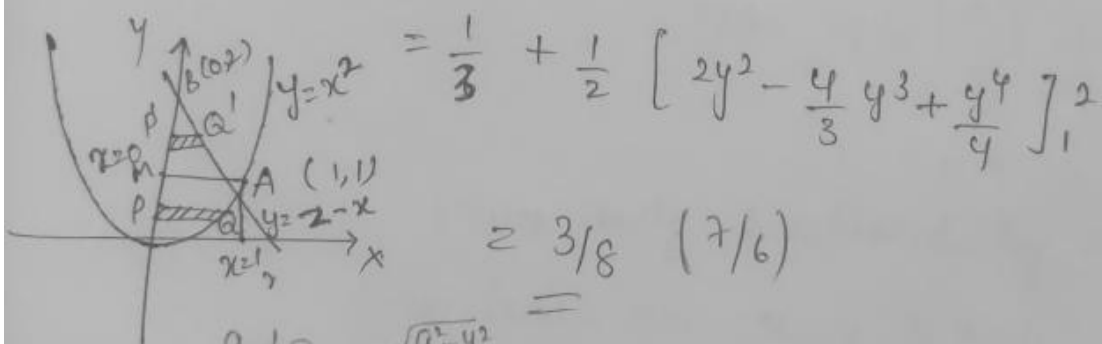 y
B(0,2)
y=x²
P' Q'
x=0
A (1,1)
P Q y=2-x
x=1
x
= 1/3 + 1/2 [ 2y² - 4/3 y³ + y⁴/4 ]₁²
= 3/8 (7/6)